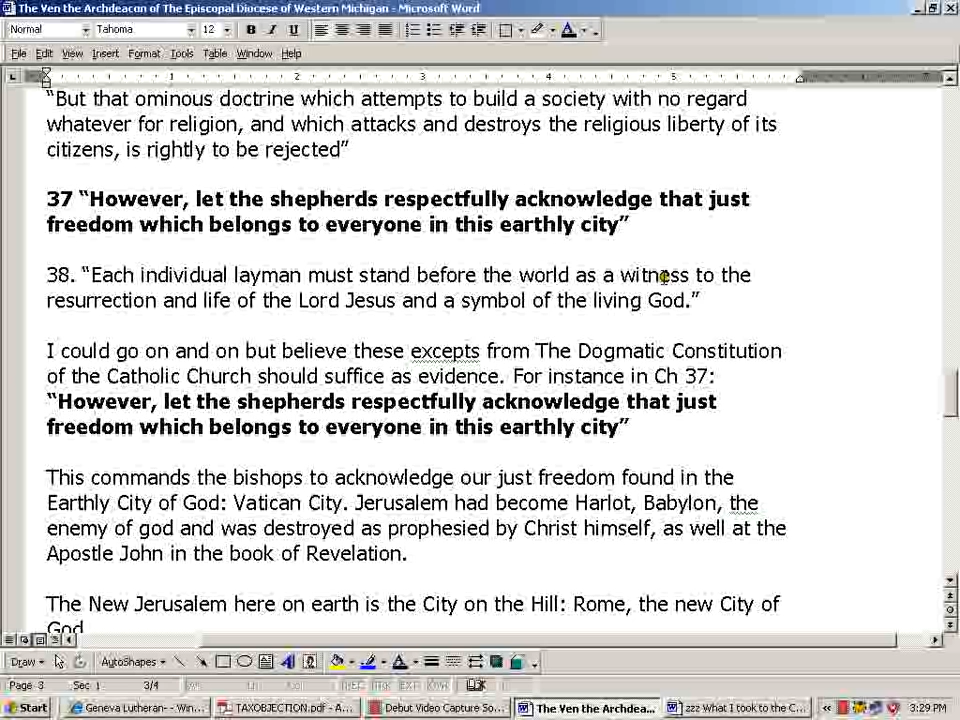 The Ven the Archdeacon of The Episcopal Diocese of Western Michigan - Microsoft Word
Normal Tahoma 12 B I U A
File Edit View Insert Format Tools Table Window Help
1 2 3 4 5 7
“But that ominous doctrine which attempts to build a society with no regard
whatever for religion, and which attacks and destroys the religious liberty of its
citizens, is rightly to be rejected”
37 “However, let the shepherds respectfully acknowledge that just
freedom which belongs to everyone in this earthly city”
38. “Each individual layman must stand before the world as a witness to the
resurrection and life of the Lord Jesus and a symbol of the living God.”
I could go on and on but believe these excepts from The Dogmatic Constitution
of the Catholic Church should suffice as evidence. For instance in Ch 37:
“However, let the shepherds respectfully acknowledge that just
freedom which belongs to everyone in this earthly city”
This commands the bishops to acknowledge our just freedom found in the
Earthly City of God: Vatican City. Jerusalem had become Harlot, Babylon, the
enemy of god and was destroyed as prophesied by Christ himself, as well at the
Apostle John in the book of Revelation.
The New Jerusalem here on earth is the City on the Hill: Rome, the new City of
God
Draw AutoShapes A
Page 3 Sec 1 3/4 REC TRK EXT OVR
Start Geneva Lutheran- - Win... TAXOBJECTION.pdf - A... Debut Video Capture So... The Ven the Archdea... zzz What I took to the C... « 3:29 PM